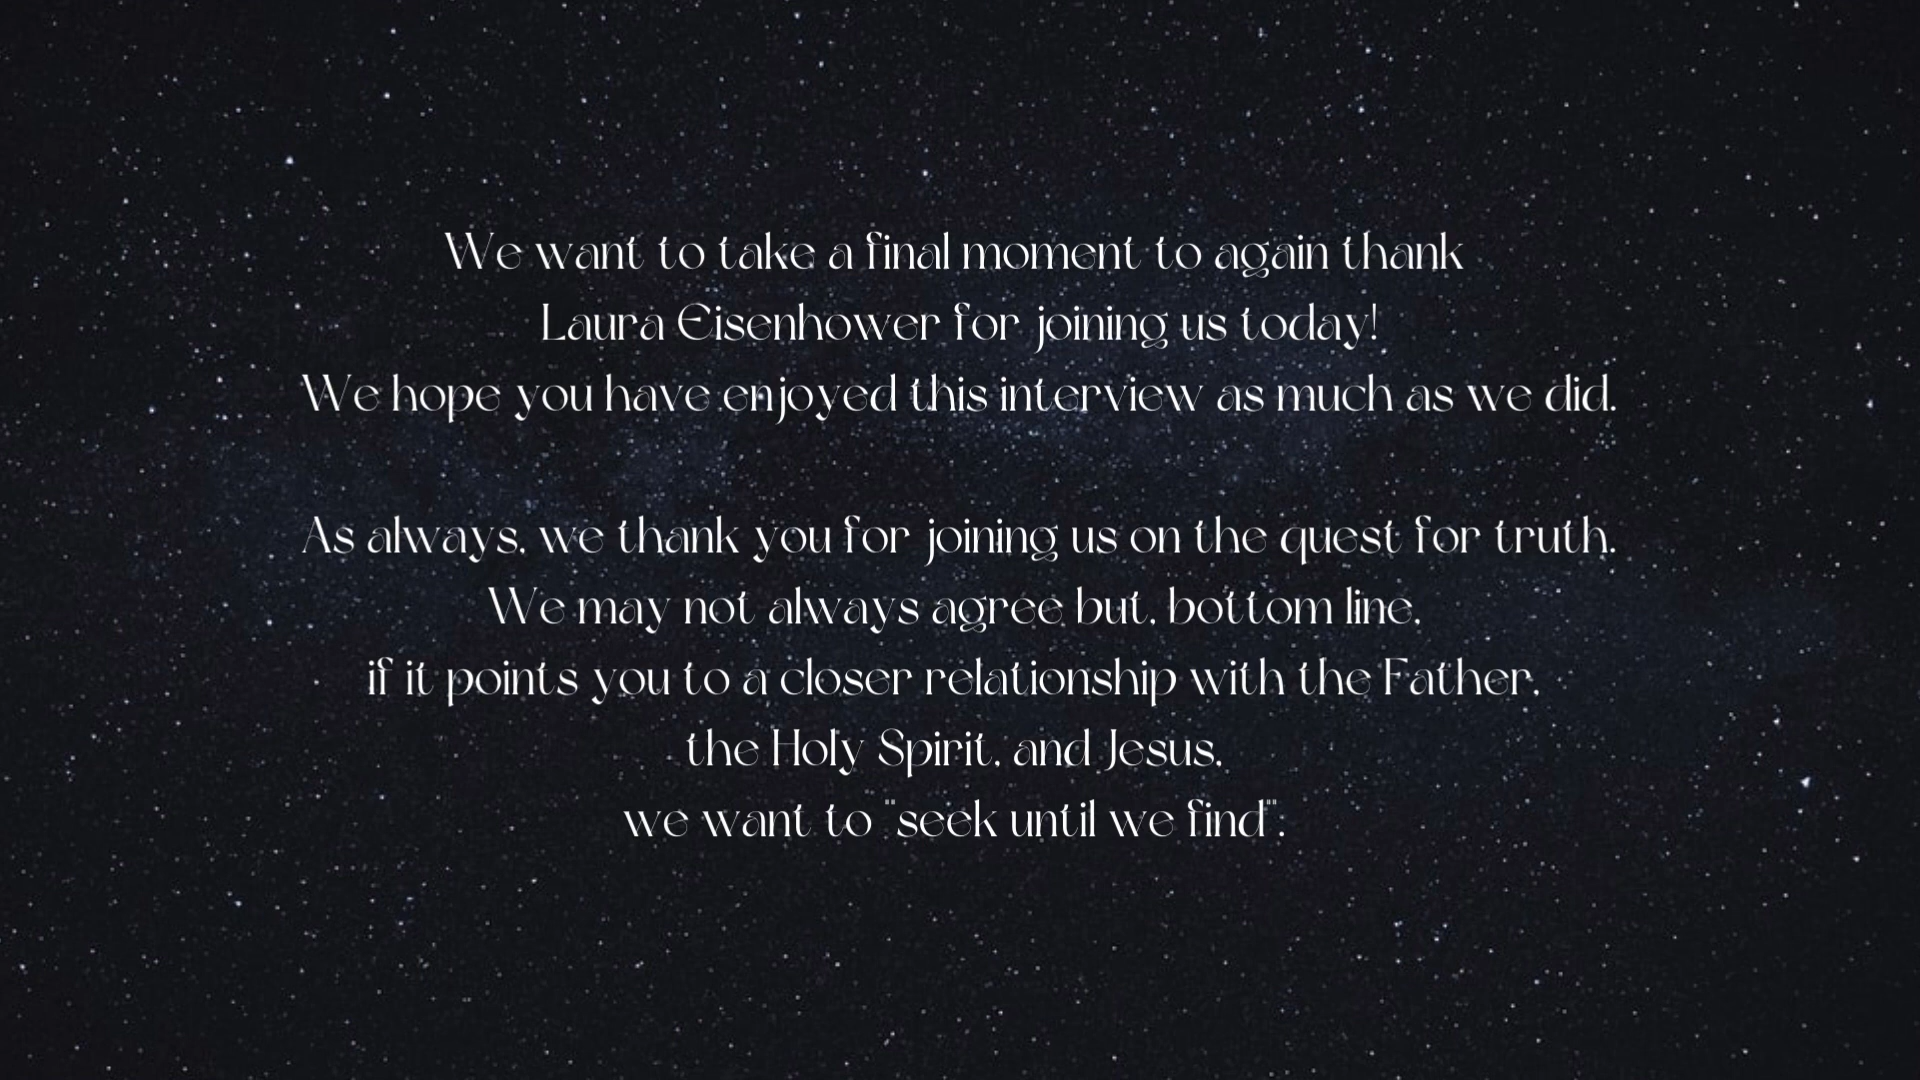 We want to take a final moment to again thank
Laura Eisenhower for joining us today!
We hope you have enjoyed this interview as much as we did.
As always, we thank you for joining us on the quest for truth.
We may not always agree but, bottom line,
if it points you to a closer relationship with the Father,
the Holy Spirit, and Jesus,
we want to "seek until we find".